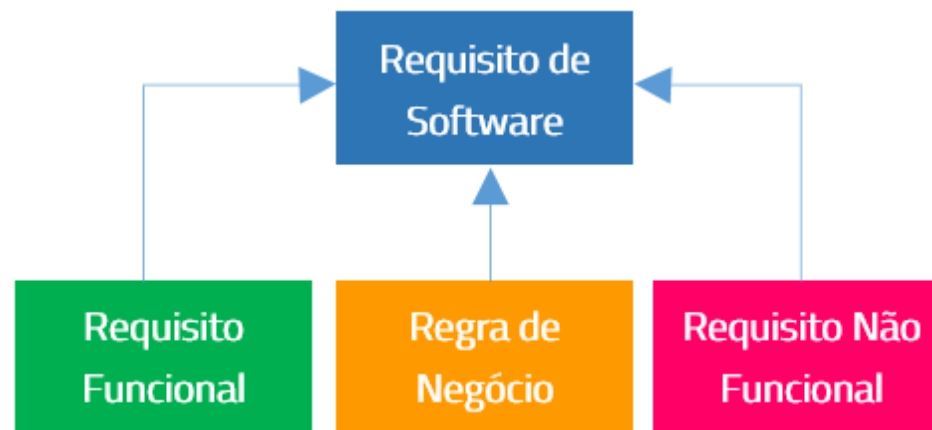 Requisito de
Software
Requisito
Funcional
Regra de
Negócio
Requisito Não
Funcional